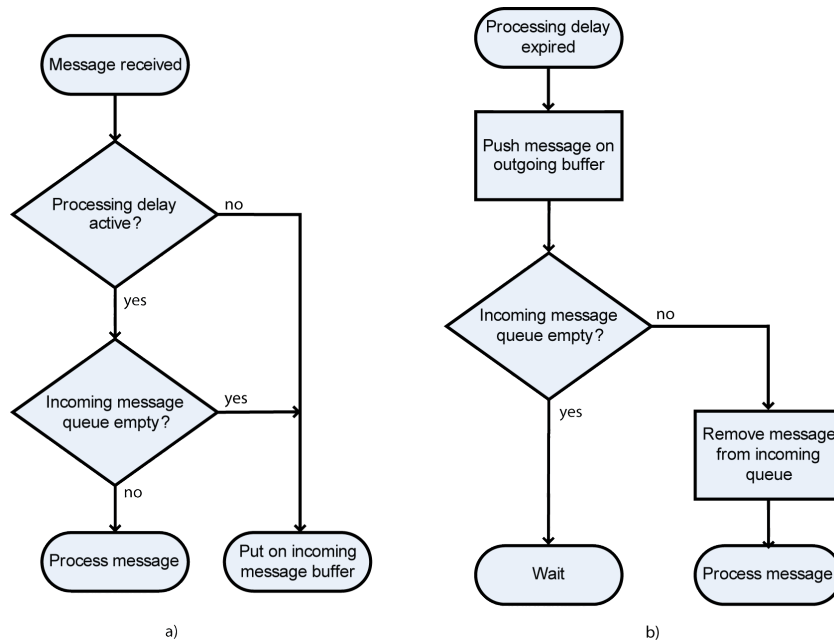 Message received
Processing delay
active?
no
yes
Incoming message
queue empty?
yes
no
Process message
Put on incoming
message buffer
a)
Processing delay
expired
Push message on
outgoing buffer
Incoming message
queue empty?
no
yes
Remove message
from incoming
queue
Wait
Process message
b)